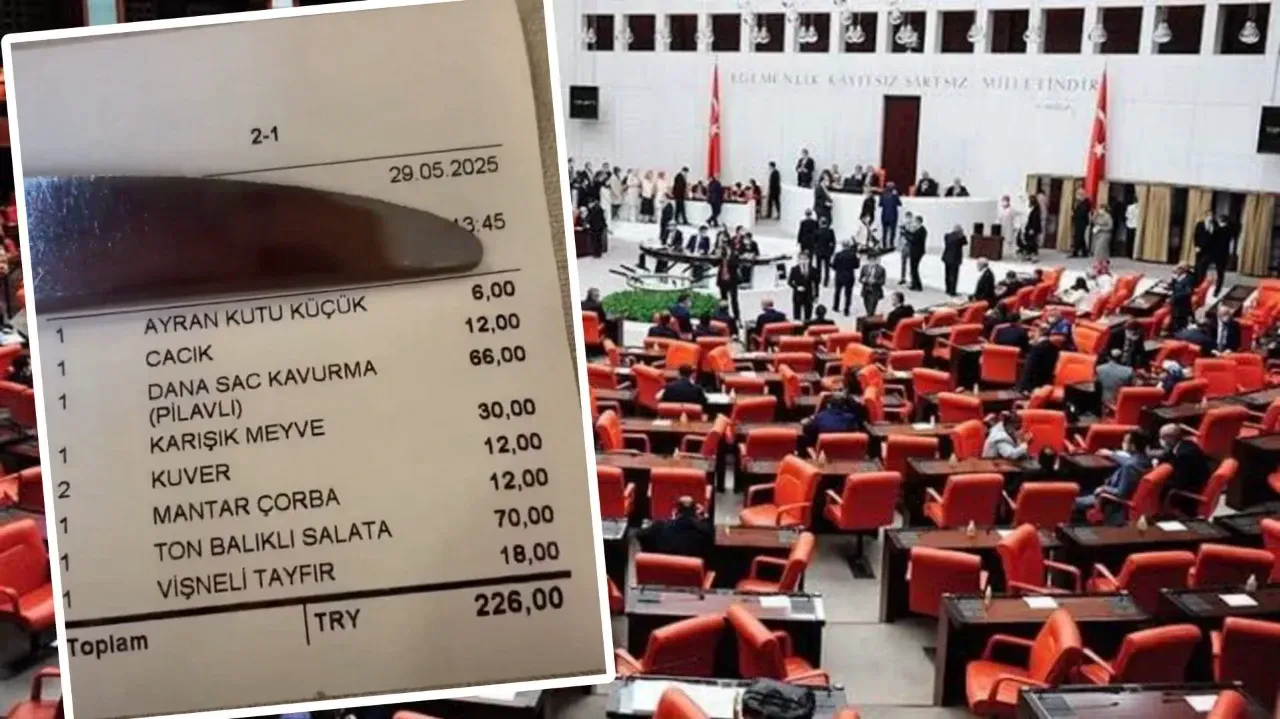 2-1
29.05.2025
13:45
1 AYRAN KUTU KÜÇÜK 6,00
1 CACIK 12,00
1 DANA SAC KAVURMA 66,00
(PİLAVLI)
1 KARIŞIK MEYVE 30,00
2 KUVER 12,00
1 MANTAR ÇORBA 12,00
1 TON BALIKLI SALATA 70,00
1 VİŞNELİ TAYFIR 18,00
Toplam TRY 226,00
EGEMENLİK KAYITSIZ ŞARTSIZ MİLLETİNDİR